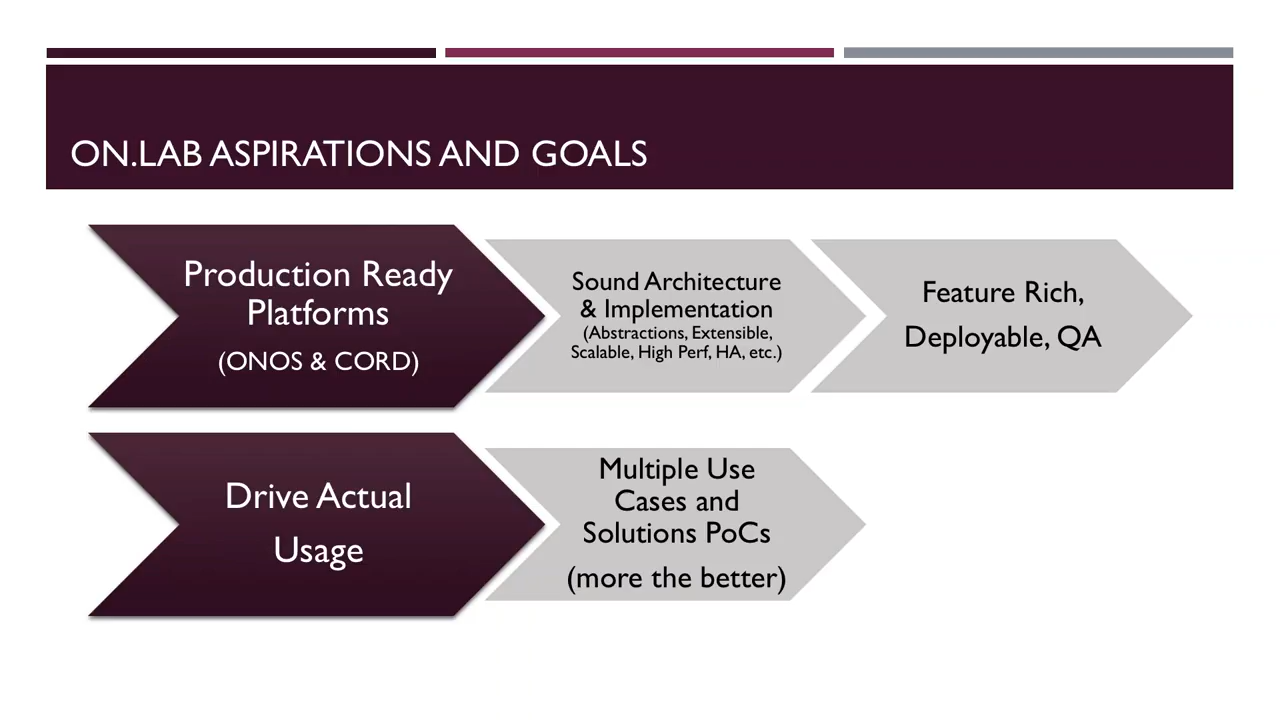 ON.LAB ASPIRATIONS AND GOALS
Production Ready
Platforms
(ONOS & CORD)
Sound Architecture
& Implementation
(Abstractions, Extensible,
Scalable, High Perf, HA, etc.)
Feature Rich,
Deployable, QA
Drive Actual
Usage
Multiple Use
Cases and
Solutions PoCs
(more the better)